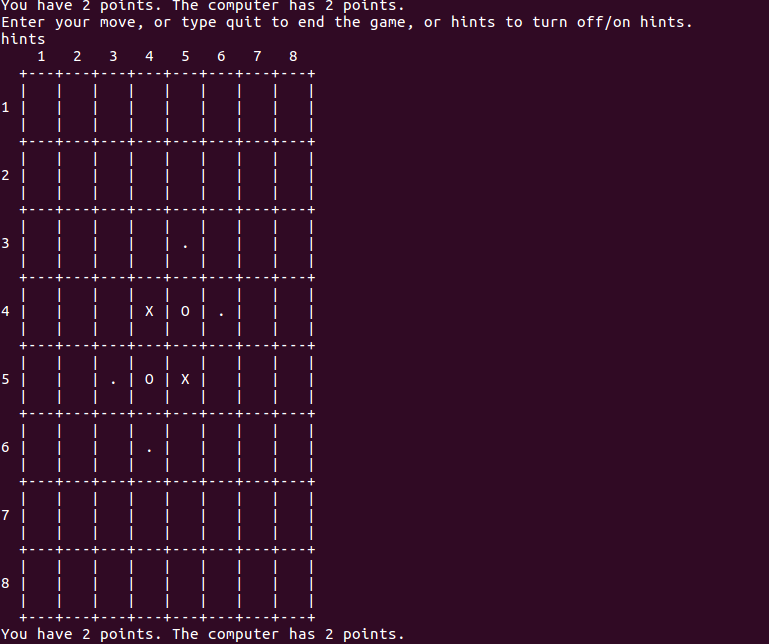 You have 2 points. The computer has 2 points.
Enter your move, or type quit to end the game, or hints to turn off/on hints.
hints
    1   2   3   4   5   6   7   8
  +---+---+---+---+---+---+---+---+
  |   |   |   |   |   |   |   |   |
1 |   |   |   |   |   |   |   |   |
  |   |   |   |   |   |   |   |   |
  +---+---+---+---+---+---+---+---+
  |   |   |   |   |   |   |   |   |
2 |   |   |   |   |   |   |   |   |
  |   |   |   |   |   |   |   |   |
  +---+---+---+---+---+---+---+---+
  |   |   |   |   |   |   |   |   |
3 |   |   |   |   | . |   |   |   |
  |   |   |   |   |   |   |   |   |
  +---+---+---+---+---+---+---+---+
  |   |   |   |   |   |   |   |   |
4 |   |   |   | X | O | . |   |   |
  |   |   |   |   |   |   |   |   |
  +---+---+---+---+---+---+---+---+
  |   |   |   |   |   |   |   |   |
5 |   |   | . | O | X |   |   |   |
  |   |   |   |   |   |   |   |   |
  +---+---+---+---+---+---+---+---+
  |   |   |   |   |   |   |   |   |
6 |   |   |   | . |   |   |   |   |
  |   |   |   |   |   |   |   |   |
  +---+---+---+---+---+---+---+---+
  |   |   |   |   |   |   |   |   |
7 |   |   |   |   |   |   |   |   |
  |   |   |   |   |   |   |   |   |
  +---+---+---+---+---+---+---+---+
  |   |   |   |   |   |   |   |   |
8 |   |   |   |   |   |   |   |   |
  |   |   |   |   |   |   |   |   |
  +---+---+---+---+---+---+---+---+
You have 2 points. The computer has 2 points.